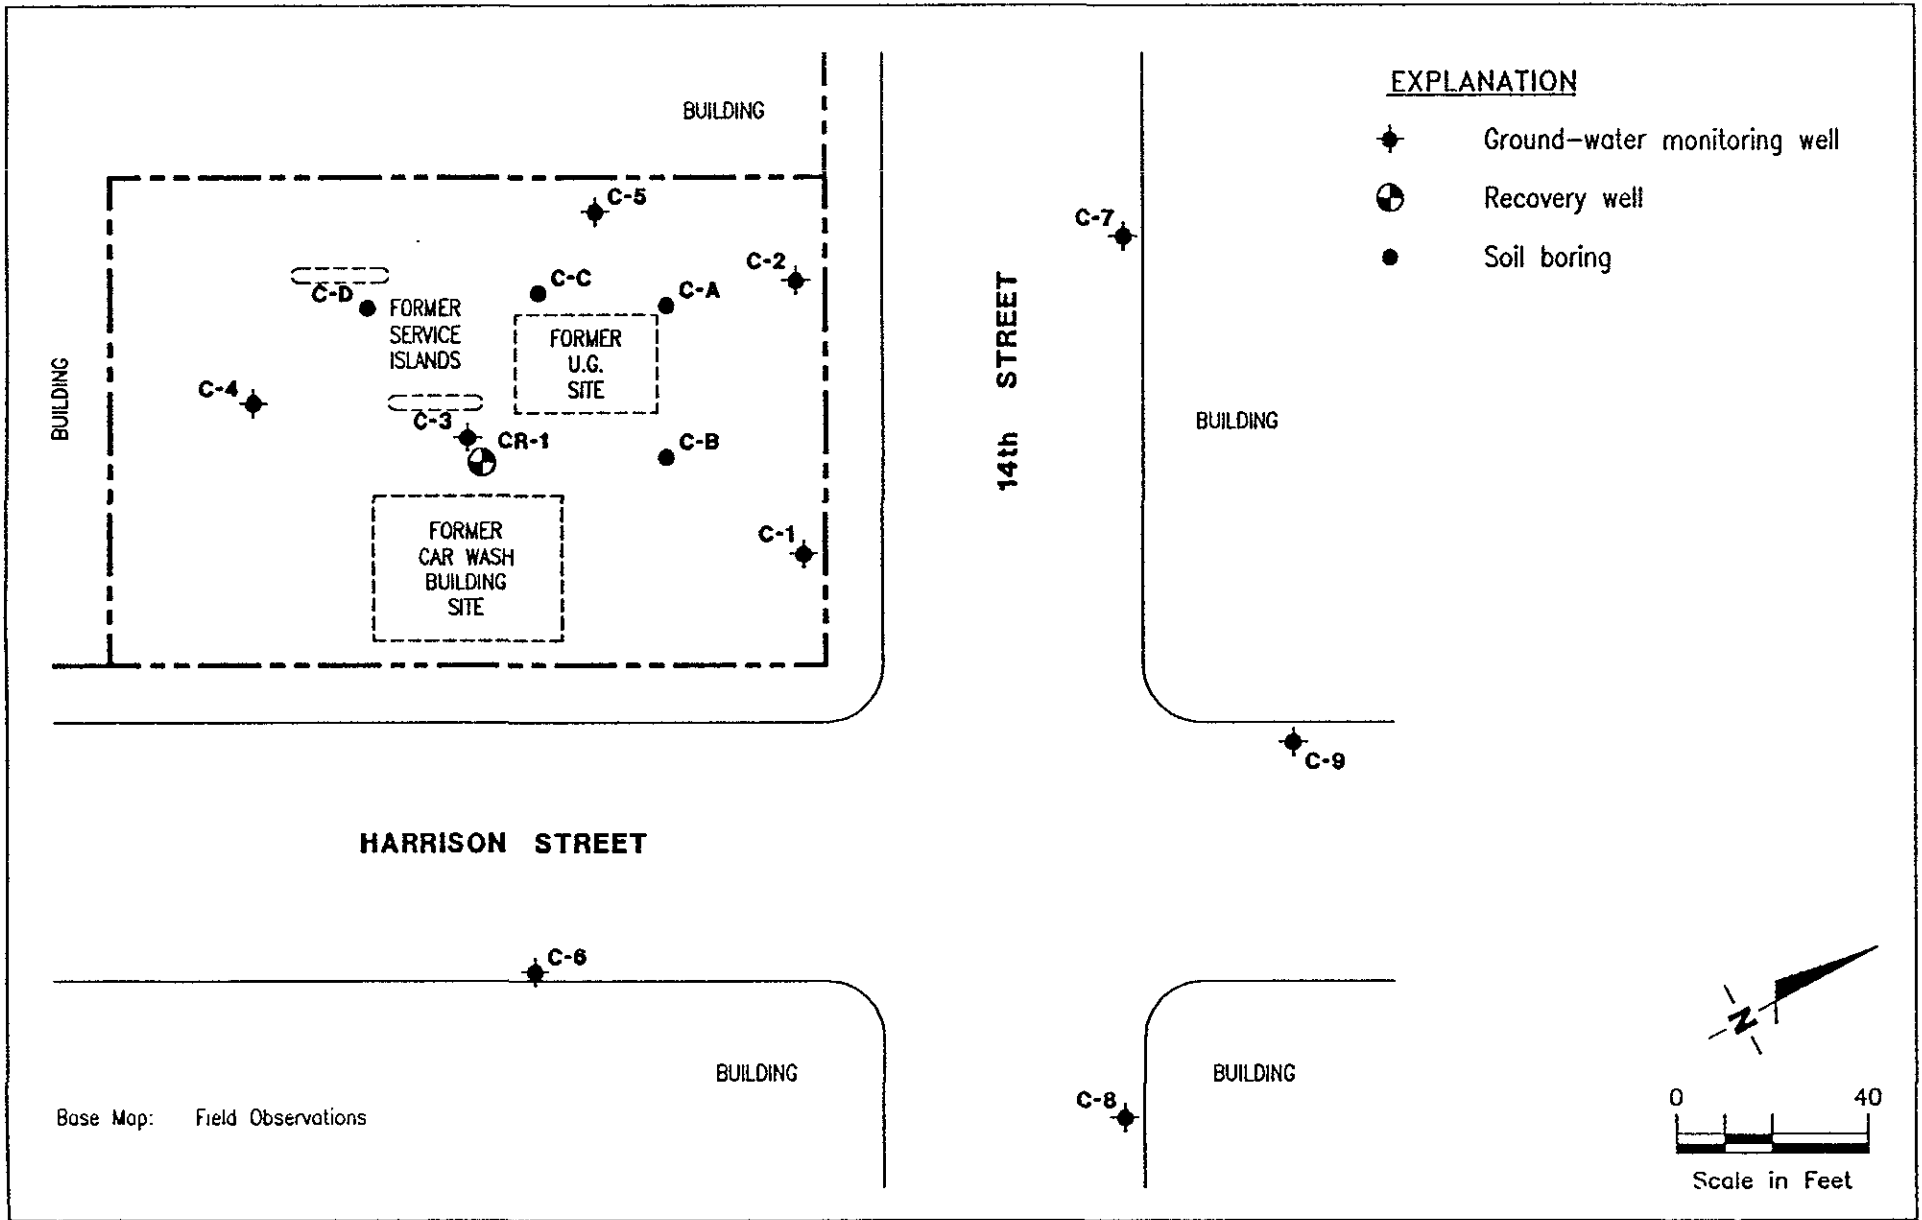 EXPLANATION
Ground-water monitoring well
Recovery well
Soil boring
BUILDING
C-5
C-7
C-2
C-C
C-A
C-D
FORMER
SERVICE
ISLANDS
FORMER
U.G.
SITE
14th STREET
BUILDING
C-4
C-3
CR-1
C-B
BUILDING
FORMER
CAR WASH
BUILDING
SITE
C-1
C-9
HARRISON STREET
C-6
BUILDING
BUILDING
C-8
Base Map: Field Observations
N
0 40
Scale in Feet